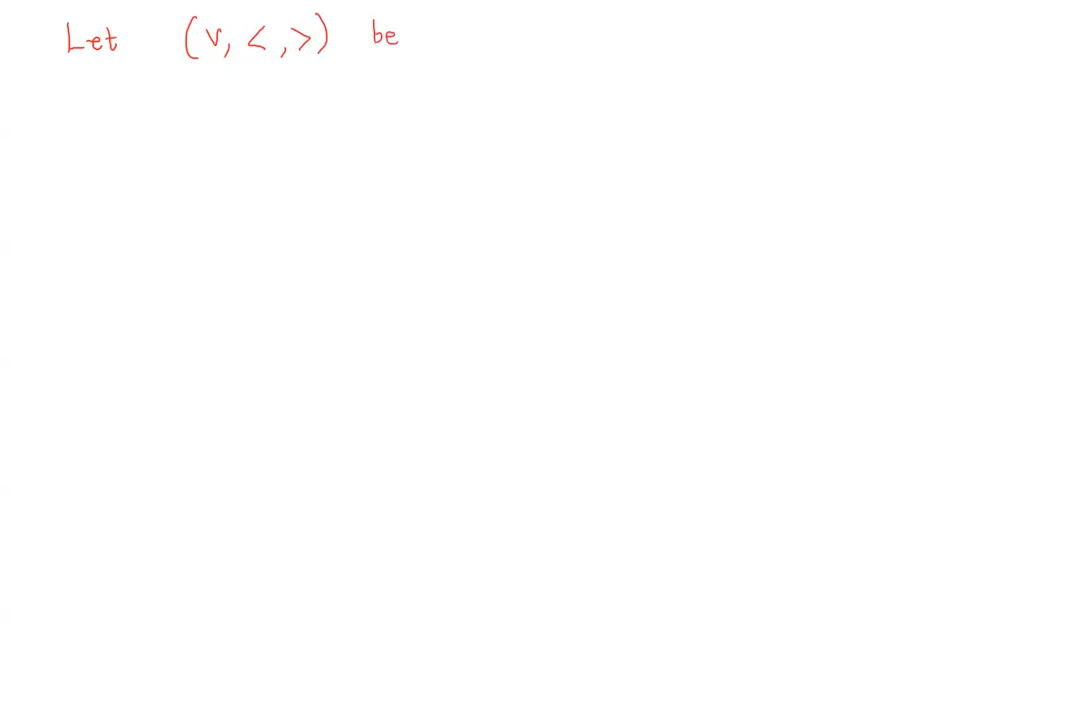 Let (V, < , >) be